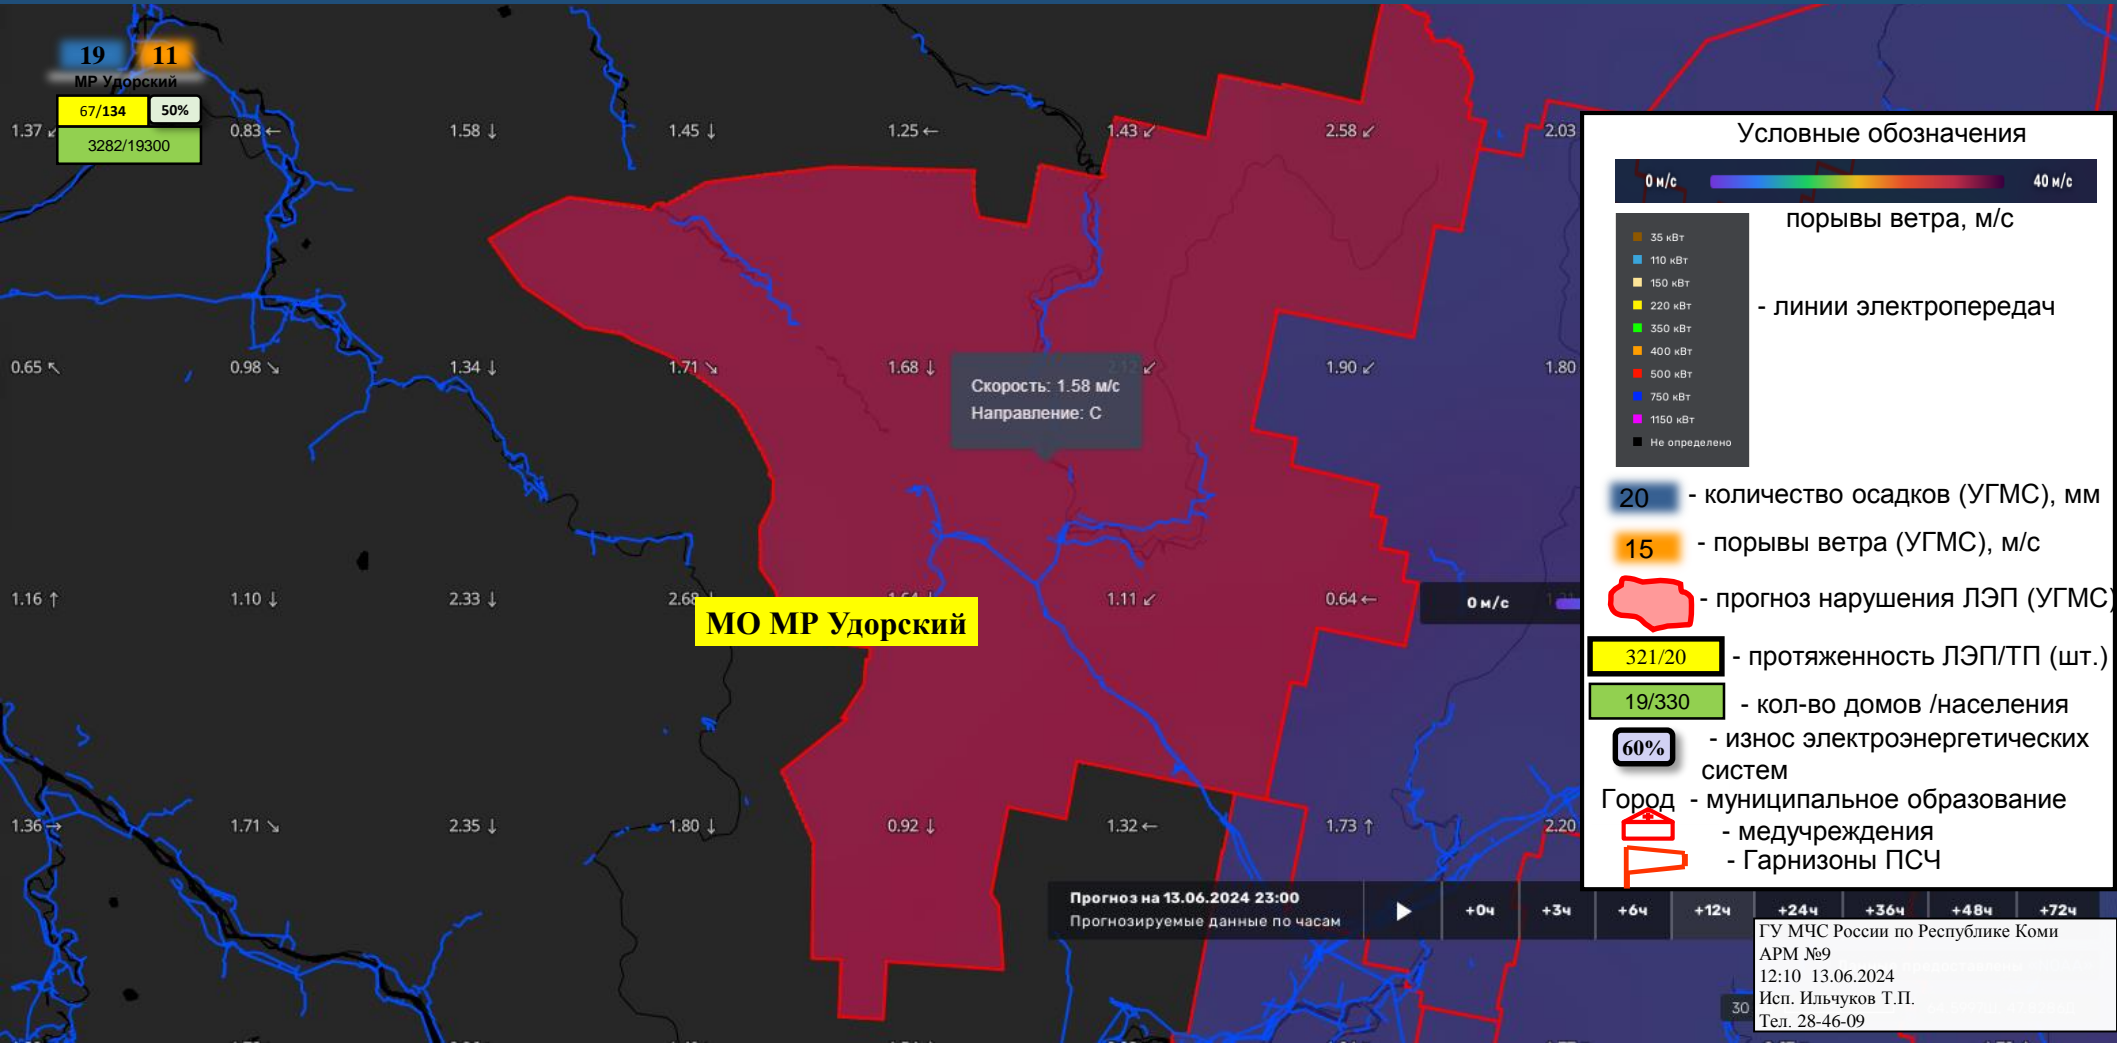 19 11
МР Удорский
67/134 50%
3282/19300
1.37 ↙ 0.83 ← 1.58 ↓ 1.45 ↓ 1.25 ← 1.43 ↙ 2.58 ↙ 2.03
0.65 ↖ 0.98 ↘ 1.34 ↓ 1.71 ↘ 1.68 ↓ 2.12 ↙ 1.90 ↙ 1.80
Скорость: 1.58 м/с
Направление: С
1.16 ↑ 1.10 ↓ 2.33 ↓ 2.68 ↓ 1.11 ↙ 0.64 ←
0 м/с
МО МР Удорский
1.36 → 1.71 ↘ 2.35 ↓ 1.80 ↓ 0.92 ↓ 1.32 ← 1.73 ↑ 2.20
Условные обозначения
0 м/с 40 м/с
порывы ветра, м/с
35 кВт
110 кВт
150 кВт
220 кВт
350 кВт
400 кВт
500 кВт
750 кВт
1150 кВт
Не определено
- линии электропередач
20 - количество осадков (УГМС), мм
15 - порывы ветра (УГМС), м/с
- прогноз нарушения ЛЭП (УГМС)
321/20 - протяженность ЛЭП/ТП (шт.)
19/330 - кол-во домов /населения
60% - износ электроэнергетических
систем
Город - муниципальное образование
- медучреждения
- Гарнизоны ПСЧ
Прогноз на 13.06.2024 23:00
Прогнозируемые данные по часам
+0ч +3ч +6ч +12ч +24ч +36ч +48ч +72ч
30
ГУ МЧС России по Республике Коми
АРМ №9
12:10 13.06.2024
Исп. Ильчуков Т.П.
Тел. 28-46-09